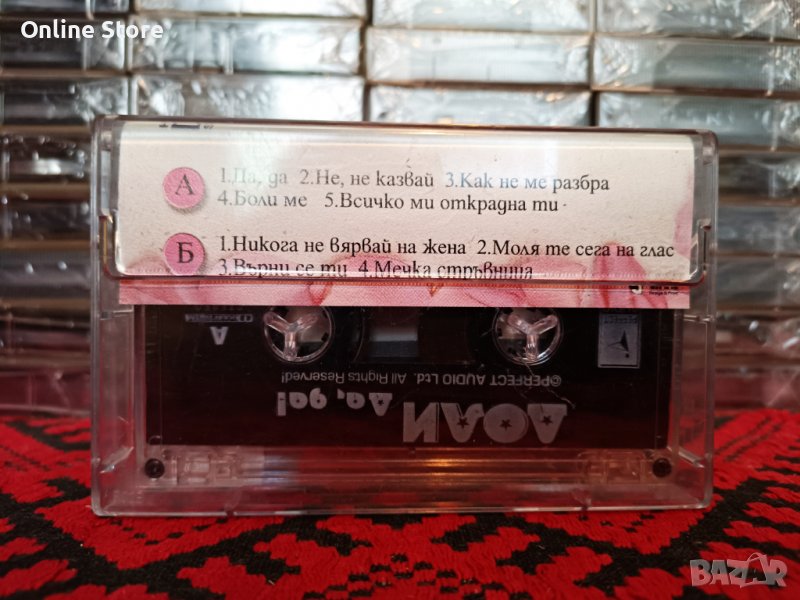 Online Store
А
1.Да, да 2.Не, не казвай 3.Как не ме разбра
4.Боли ме 5.Всичко ми открадна ти
Б
1.Никога не вярвай на жена 2.Моля те сега на глас
3.Върни се ти 4.Мечка стръвница
A
©PERFECT AUDIO Ltd. All Rights Reserved!
ДОЛИ Да, да!
BAZAR